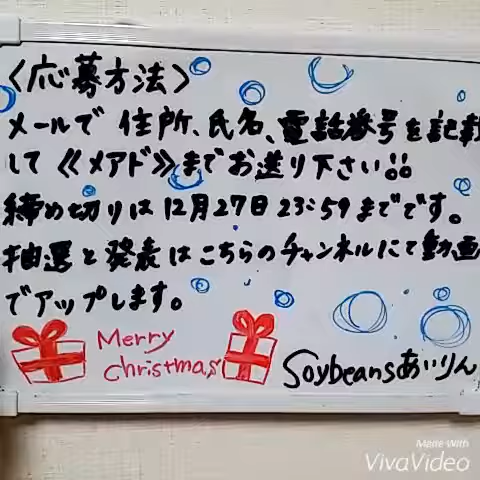 〈応募方法〉
メールで 住所、氏名、電話番号を記載
して《メアド》までお送り下さい。
締め切りは12月27日23:59までです。
抽選と発表はこちらのチャンネルにて動画
でアップします。
Merry
christmas
Soybeansあいりん
Made With
VivaVideo